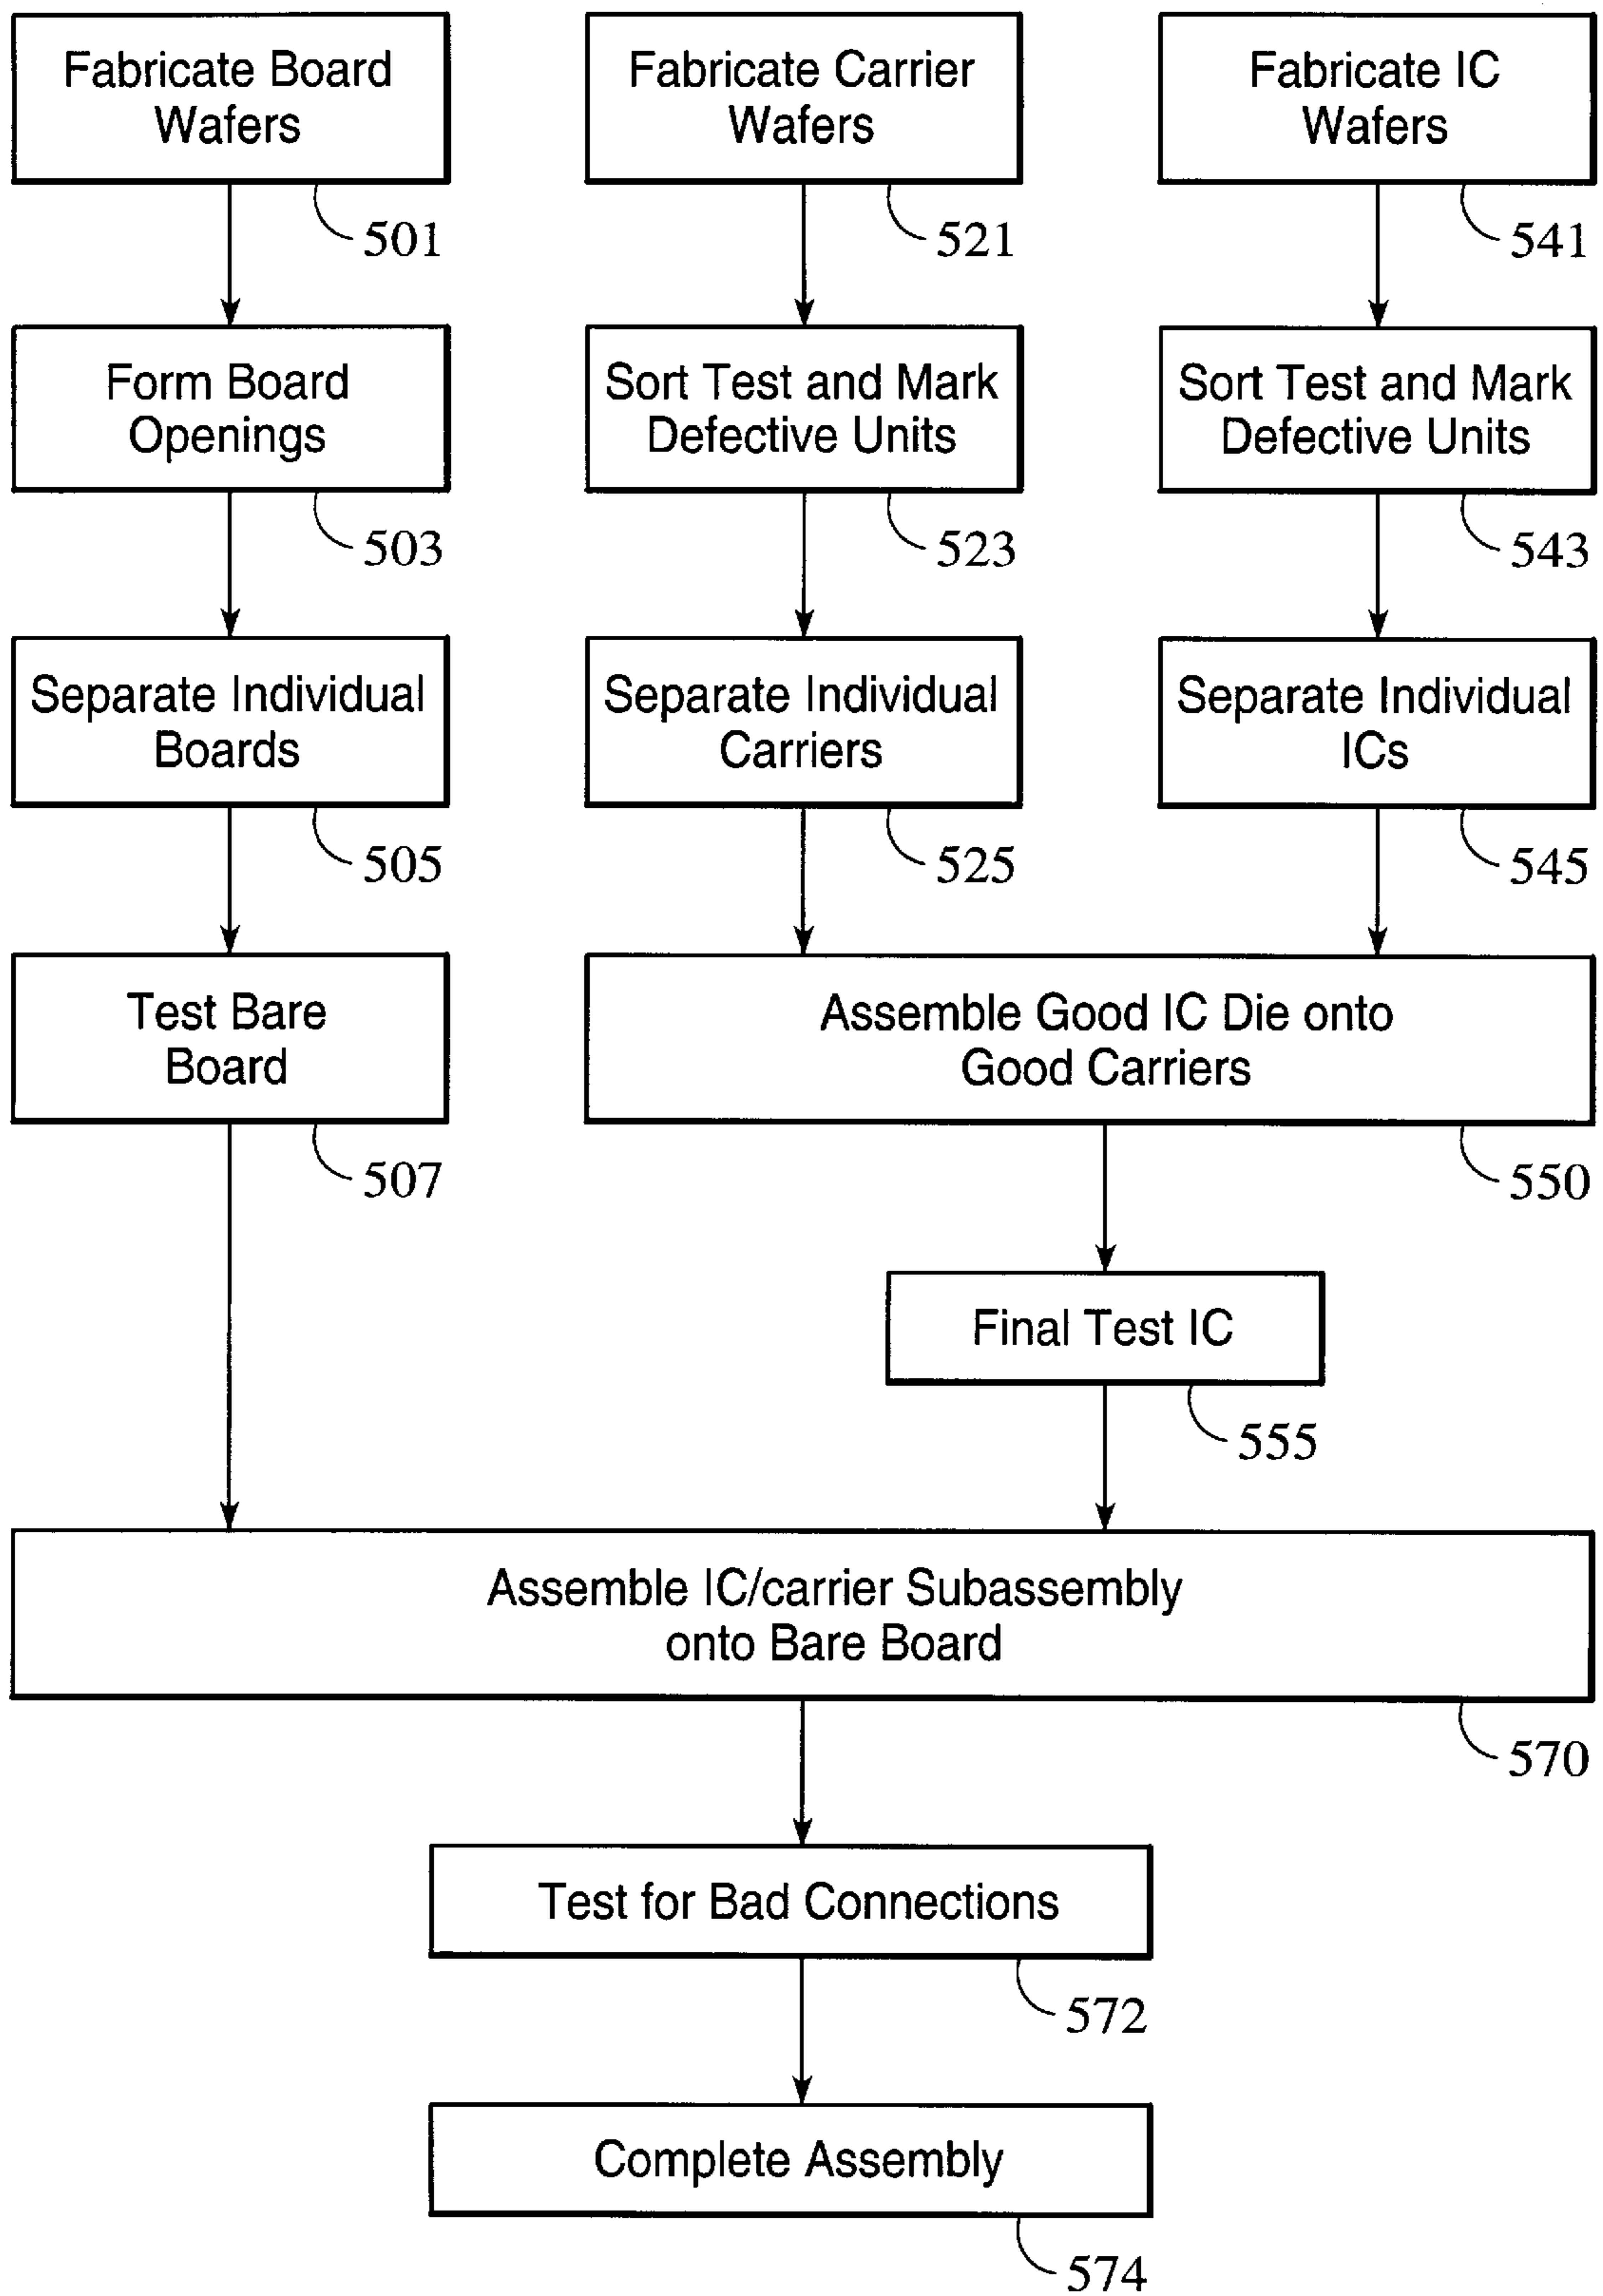 Fabricate Board
Wafers
501
Fabricate Carrier
Wafers
521
Fabricate IC
Wafers
541
Form Board
Openings
503
Sort Test and Mark
Defective Units
523
Sort Test and Mark
Defective Units
543
Separate Individual
Boards
505
Separate Individual
Carriers
525
Separate Individual
ICs
545
Test Bare
Board
507
Assemble Good IC Die onto
Good Carriers
550
Final Test IC
555
Assemble IC/carrier Subassembly
onto Bare Board
570
Test for Bad Connections
572
Complete Assembly
574